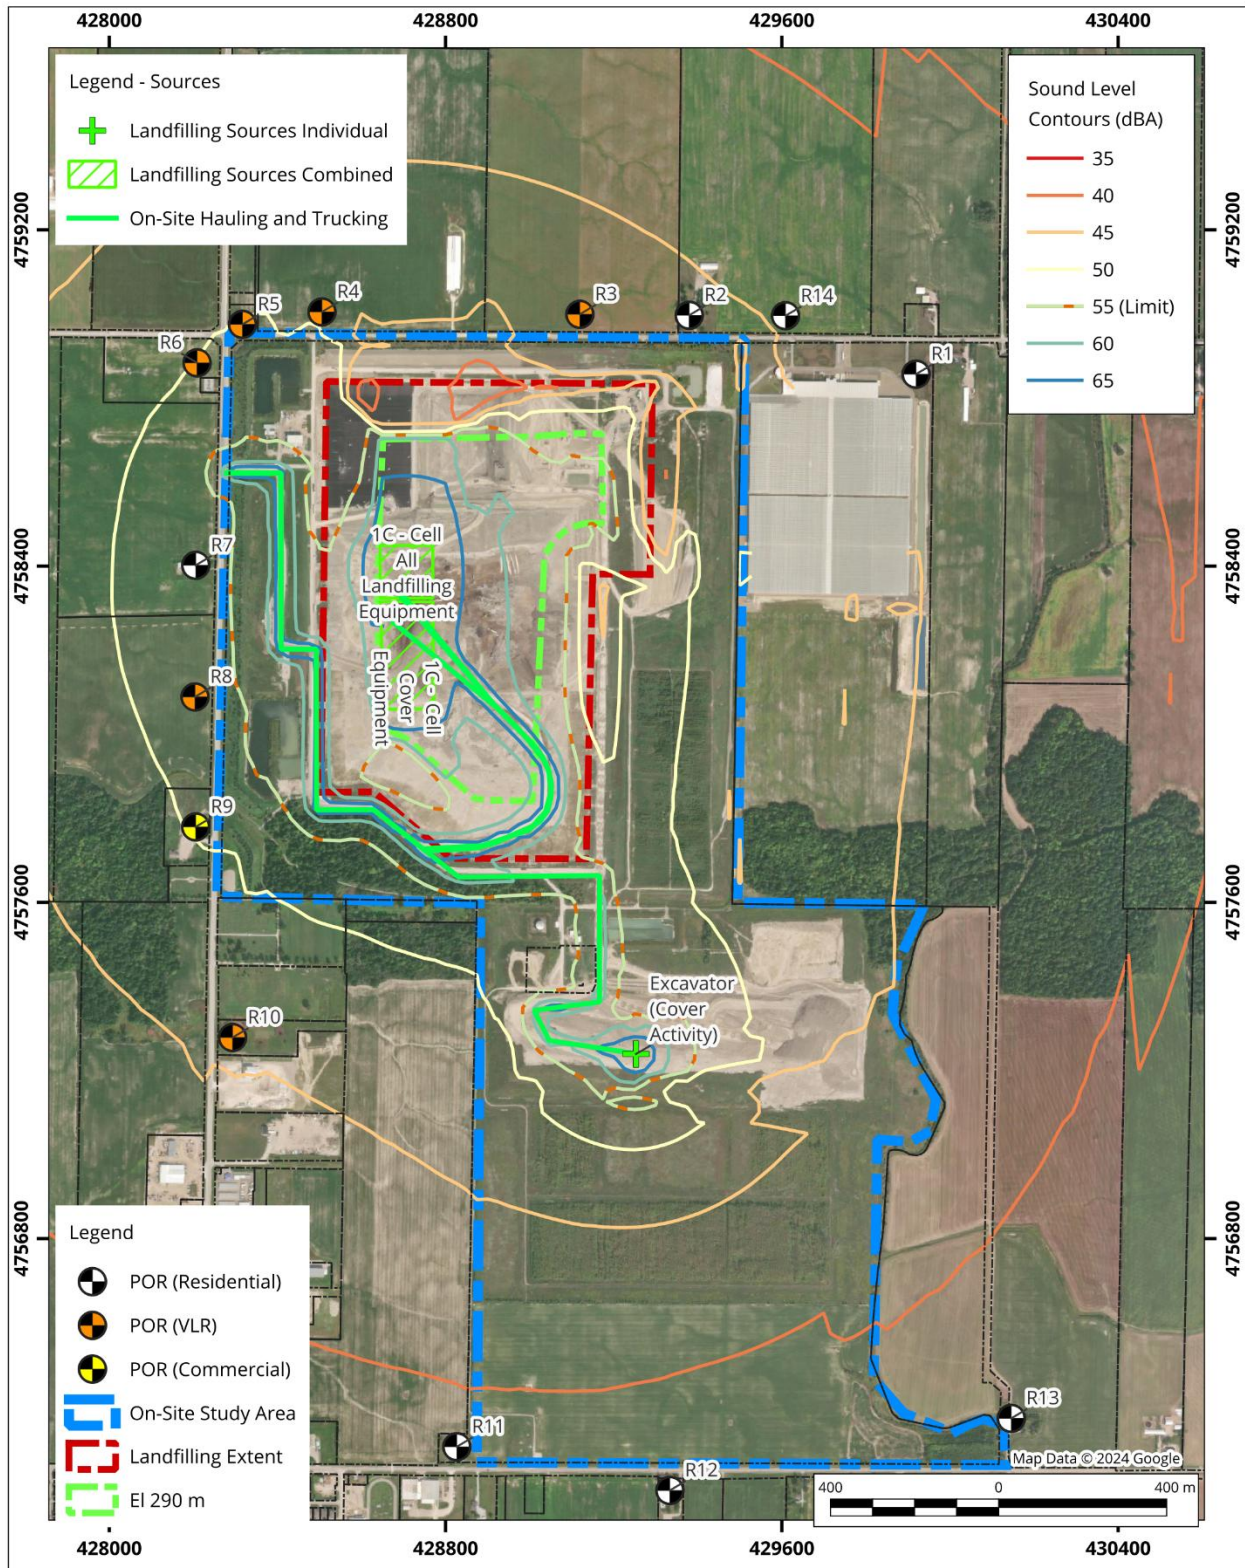 428000
428800
429600
430400
Legend - Sources
Landfilling Sources Individual
Landfilling Sources Combined
On-Site Hauling and Trucking
Sound Level
Contours (dBA)
35
40
45
50
55 (Limit)
60
65
4759200
4759200
R5
R4
R3
R2
R14
R6
R1
4758400
4758400
R7
1C - Cell
All
Landfilling
Equipment
1C - Cell
Cover
Equipment
R8
R9
4757600
4757600
Excavator
(Cover
Activity)
R10
4756800
4756800
Legend
POR (Residential)
POR (VLR)
POR (Commercial)
On-Site Study Area
Landfilling Extent
El 290 m
R11
R12
R13
Map Data © 2024 Google
400
0
400 m
428000
428800
429600
430400